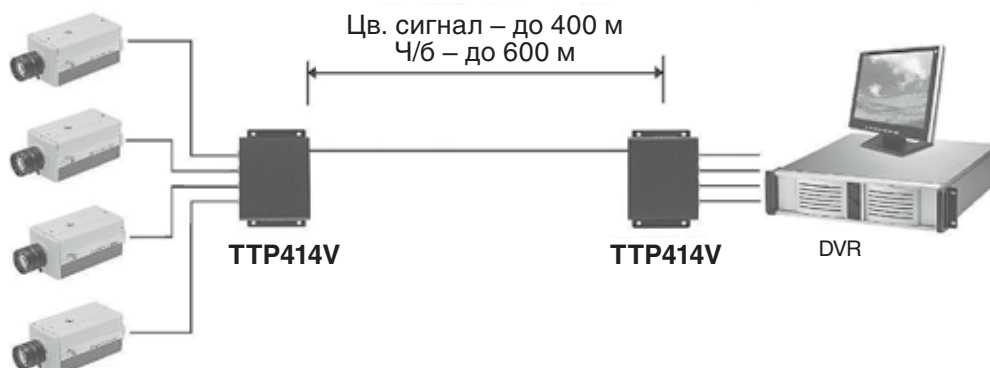 Цв. сигнал – до 400 м
Ч/б – до 600 м
TTP414V
TTP414V
DVR